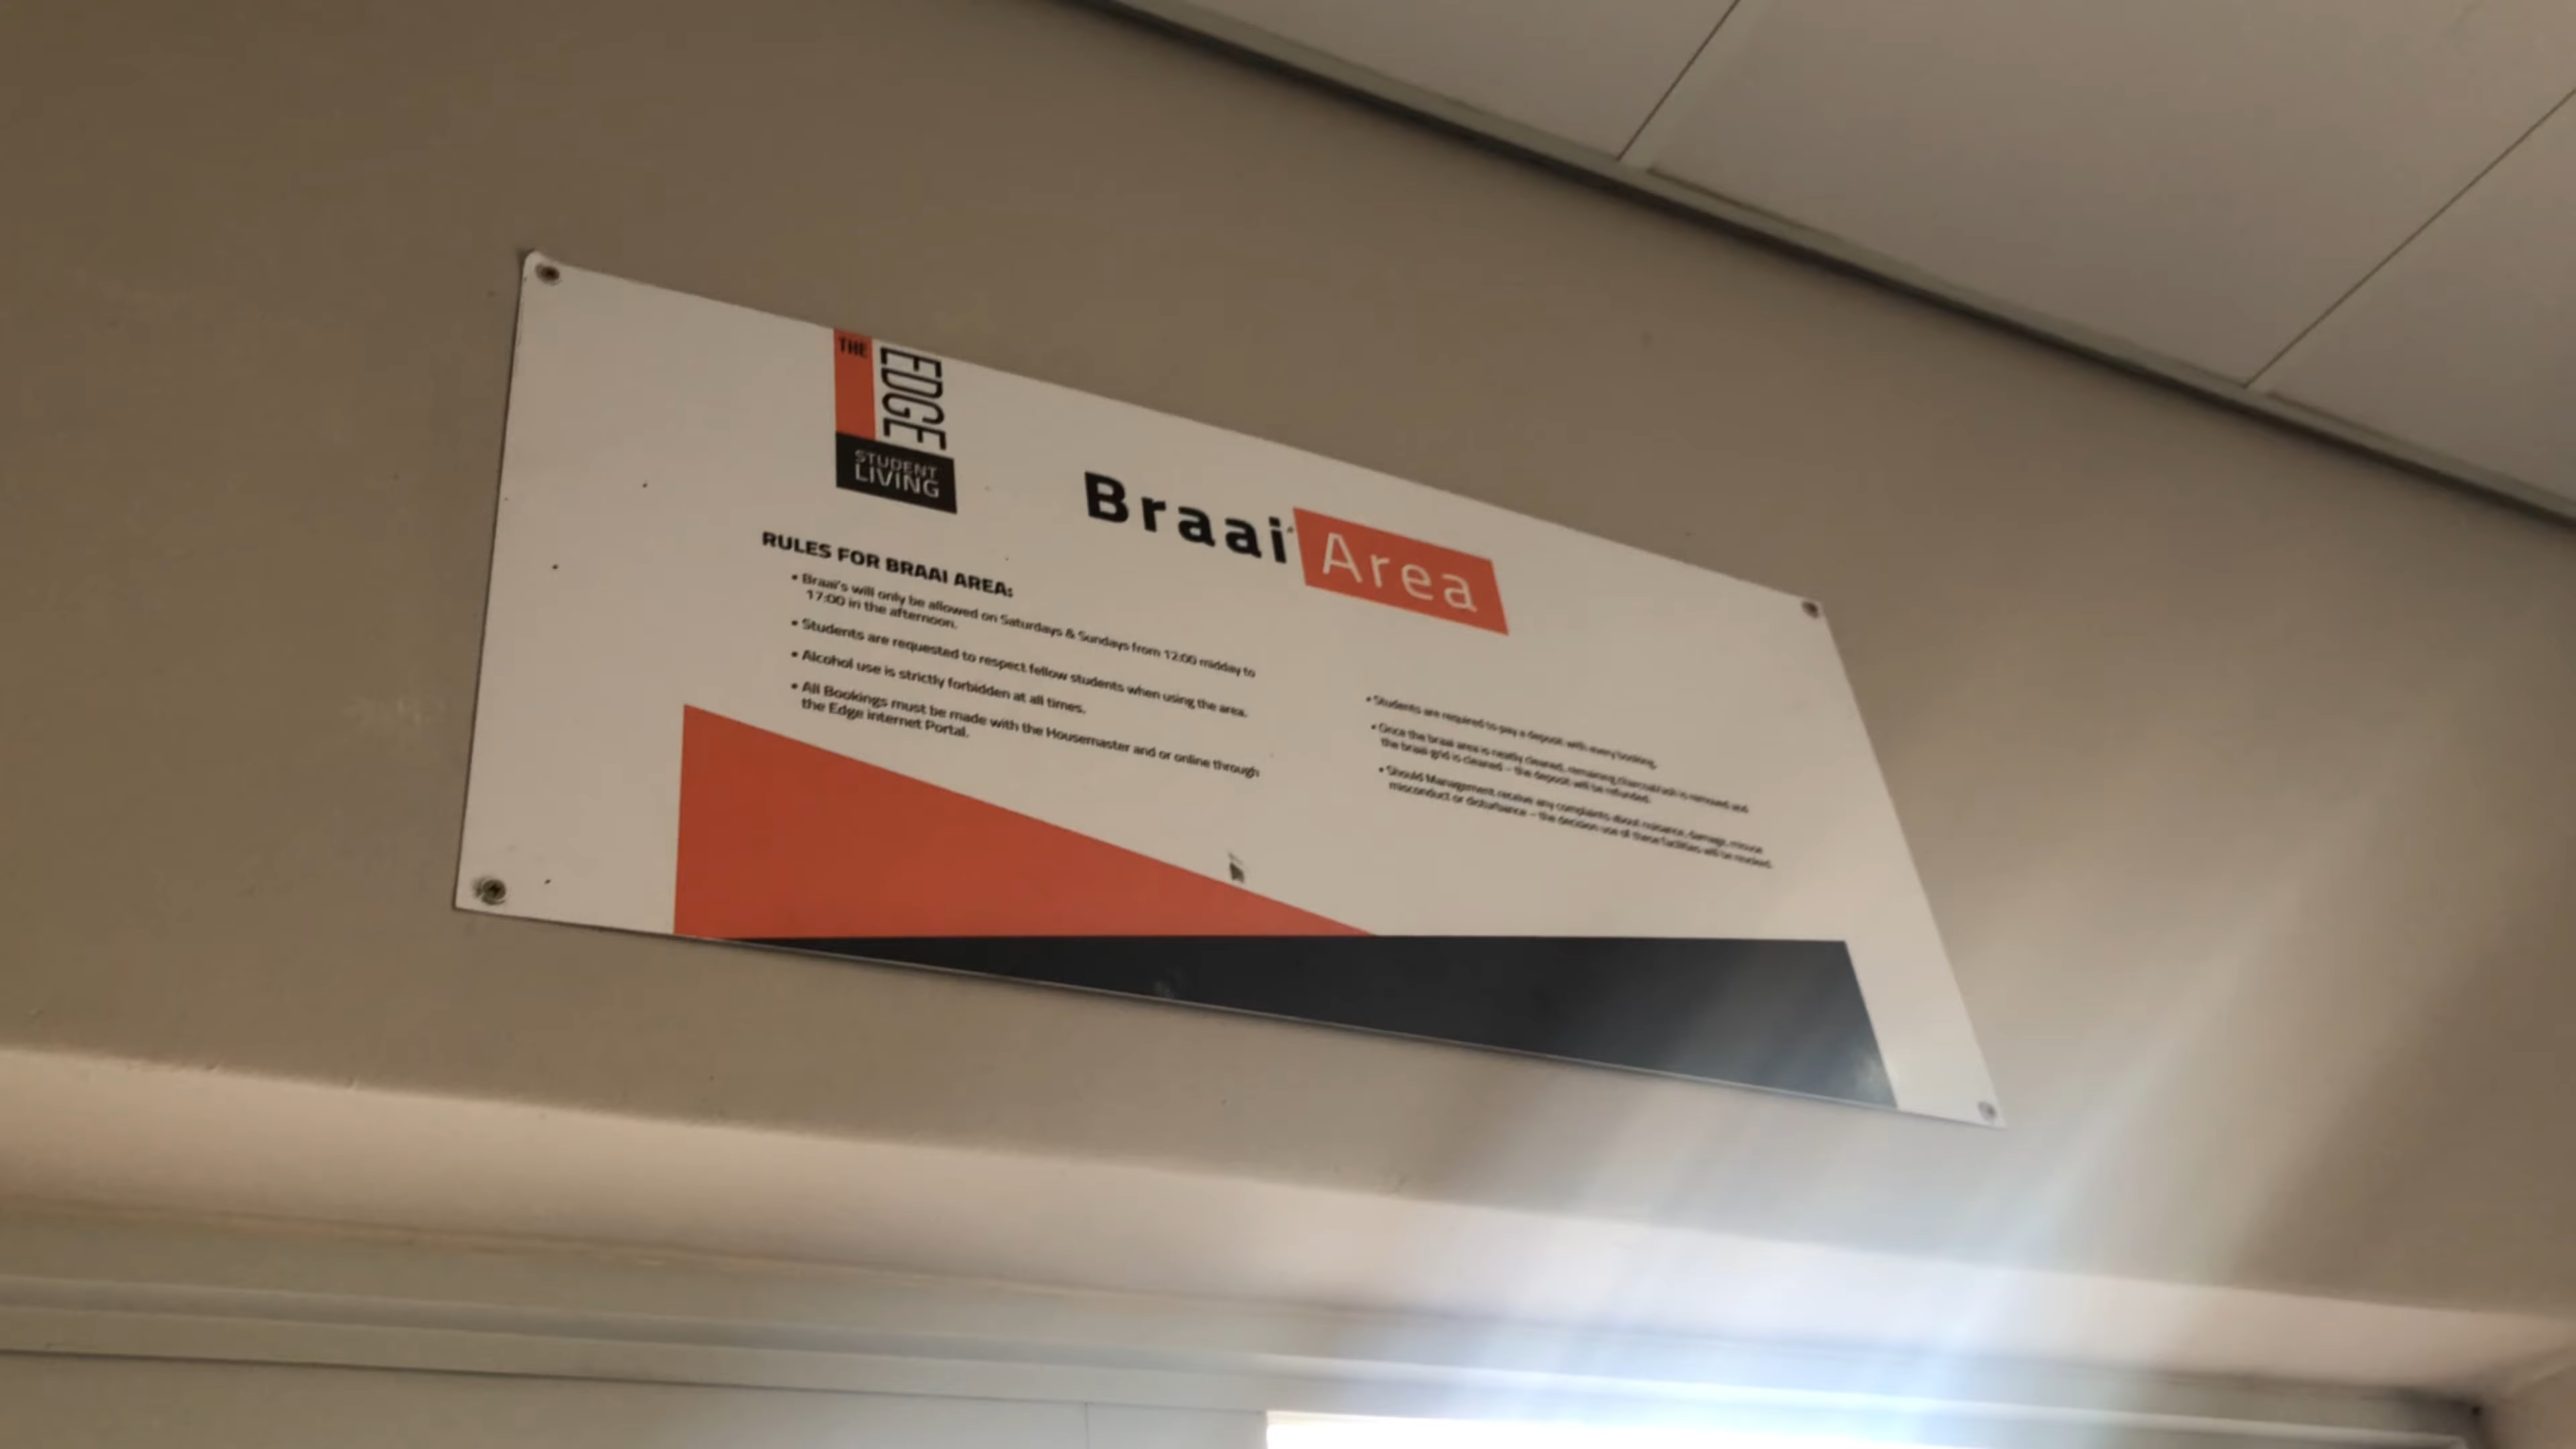 THE
EDGE
STUDENT
LIVING
Braai Area
RULES FOR BRAAI AREA:
• Braai's will only be allowed on Saturdays & Sundays from 12:00 midday to
17:00 in the afternoon.
• Students are requested to respect fellow students when using the area.
• Alcohol use is strictly forbidden at all times.
• All Bookings must be made with the Housemaster and or online through
the Edge internet Portal.
• Students are required to pay a deposit with every booking.
• Once the braai area is neatly cleared, remaining charcoal/ash is removed and
the braai grid is cleared – the deposit will be refunded.
• Should Management receive any complaints about nuisance, damage, misuse
misconduct or disturbance – the decision use of these facilities will be revoked.